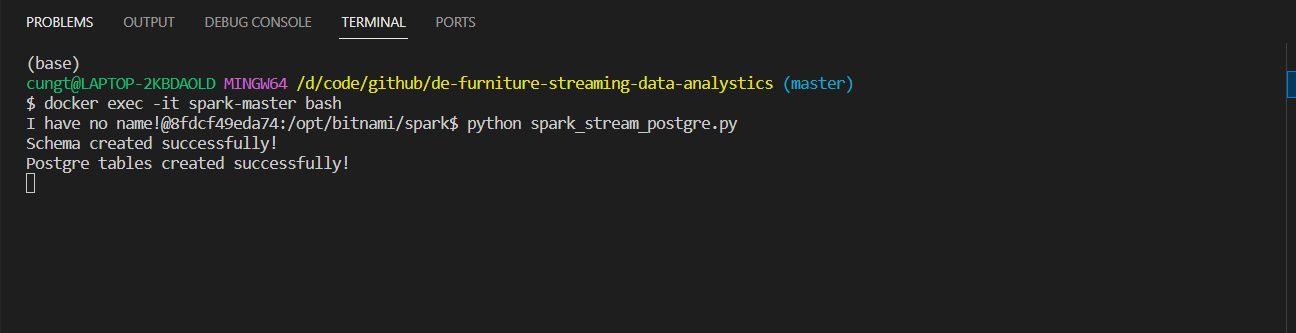 PROBLEMS OUTPUT DEBUG CONSOLE TERMINAL PORTS
(base)
cungt@LAPTOP-2KBDAOLD MINGW64 /d/code/github/de-furniture-streaming-data-analystics (master)
$ docker exec -it spark-master bash
I have no name!@8fdcf49eda74:/opt/bitnami/spark$ python spark_stream_postgre.py
Schema created successfully!
Postgre tables created successfully!